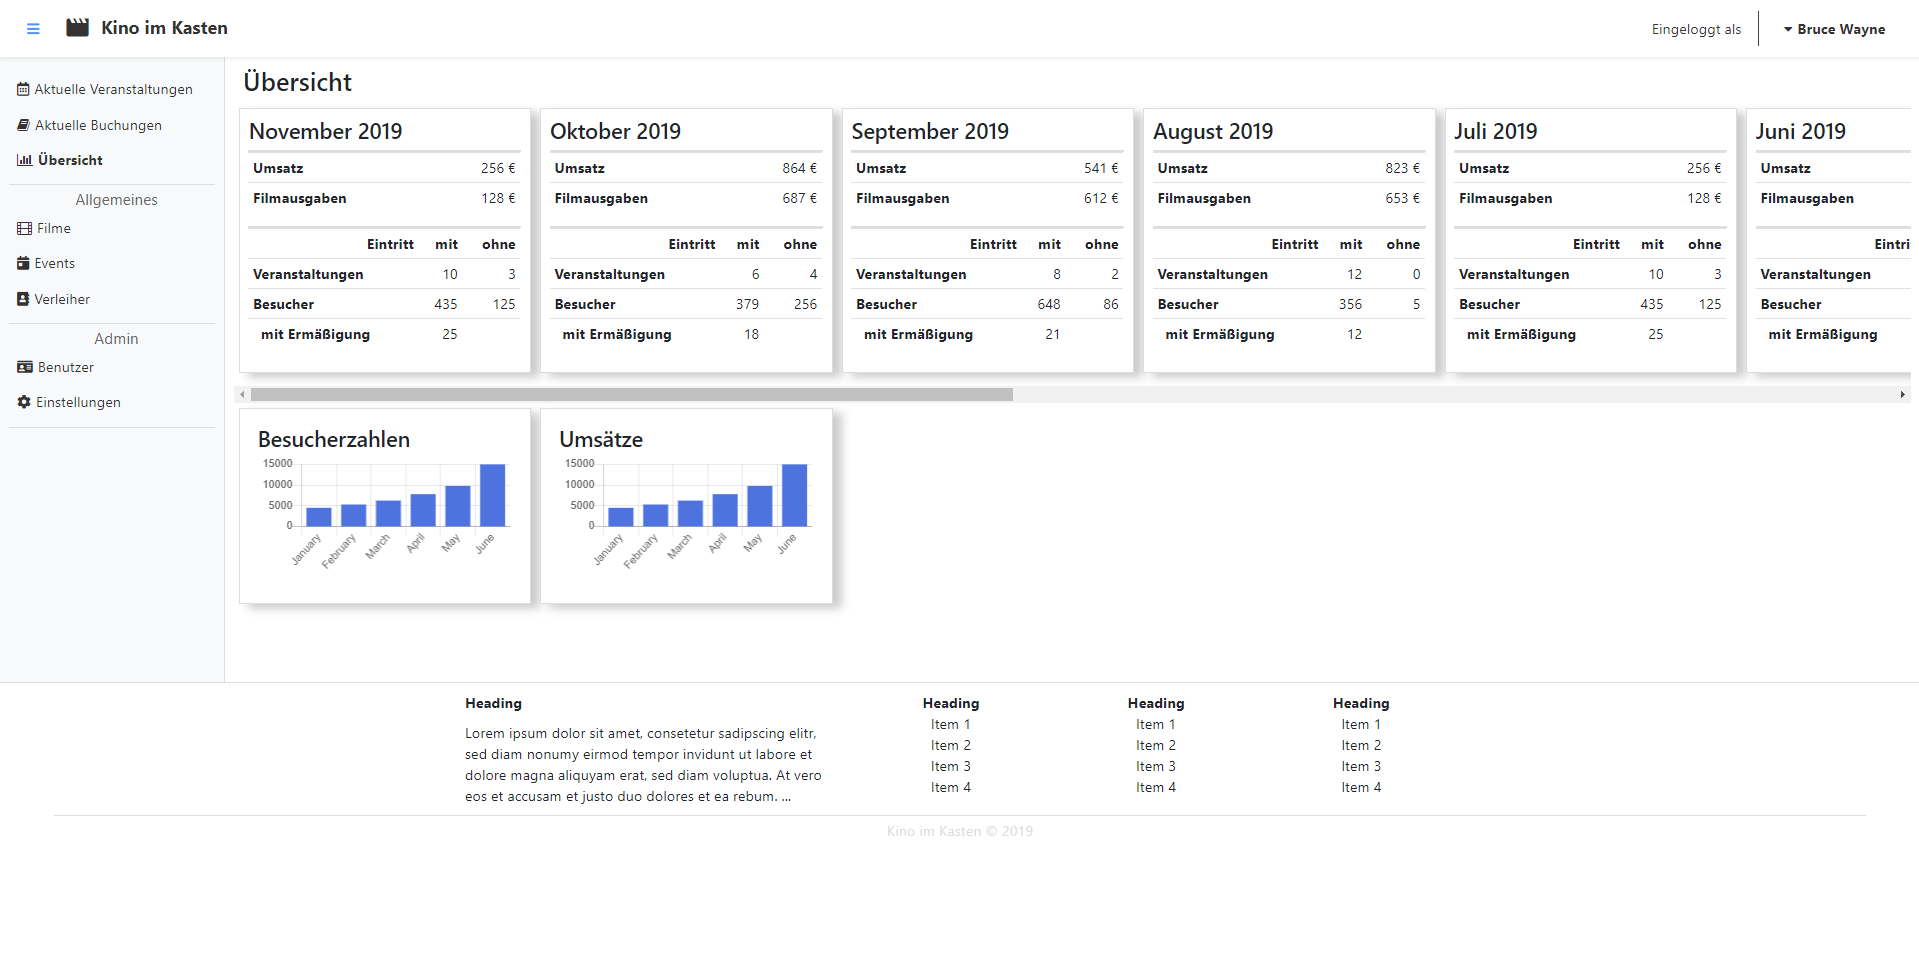 Kino im Kasten
Eingeloggt als
Bruce Wayne
Aktuelle Veranstaltungen
Aktuelle Buchungen
Übersicht
Allgemeines
Filme
Events
Verleiher
Admin
Benutzer
Einstellungen
Übersicht
November 2019
Umsatz 256 €
Filmausgaben 128 €
Eintritt mit ohne
Veranstaltungen 10 3
Besucher 435 125
mit Ermäßigung 25
Oktober 2019
Umsatz 864 €
Filmausgaben 687 €
Eintritt mit ohne
Veranstaltungen 6 4
Besucher 379 256
mit Ermäßigung 18
September 2019
Umsatz 541 €
Filmausgaben 612 €
Eintritt mit ohne
Veranstaltungen 8 2
Besucher 648 86
mit Ermäßigung 21
August 2019
Umsatz 823 €
Filmausgaben 653 €
Eintritt mit ohne
Veranstaltungen 12 0
Besucher 356 5
mit Ermäßigung 12
Juli 2019
Umsatz 256 €
Filmausgaben 128 €
Eintritt mit ohne
Veranstaltungen 10 3
Besucher 435 125
mit Ermäßigung 25
Juni 2019
Umsatz
Filmausgaben
Eintri
Veranstaltungen
Besucher
mit Ermäßigung
Besucherzahlen
15000
10000
5000
0
January February March April May June
Umsätze
15000
10000
5000
0
January February March April May June
Heading
Lorem ipsum dolor sit amet, consetetur sadipscing elitr,
sed diam nonumy eirmod tempor invidunt ut labore et
dolore magna aliquyam erat, sed diam voluptua. At vero
eos et accusam et justo duo dolores et ea rebum. ...
Heading
Item 1
Item 2
Item 3
Item 4
Heading
Item 1
Item 2
Item 3
Item 4
Heading
Item 1
Item 2
Item 3
Item 4
Kino im Kasten © 2019